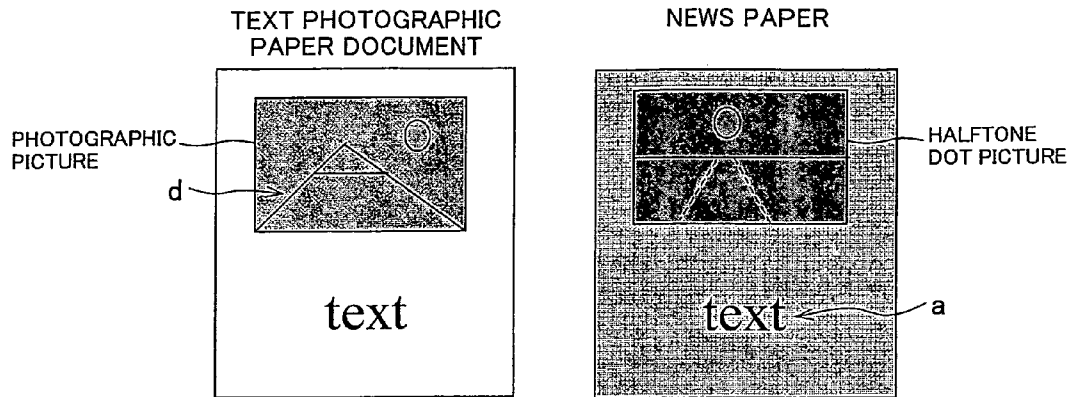 TEXT PHOTOGRAPHIC
PAPER DOCUMENT
PHOTOGRAPHIC
PICTURE
d
text
NEWS PAPER
HALFTONE
DOT PICTURE
text
a